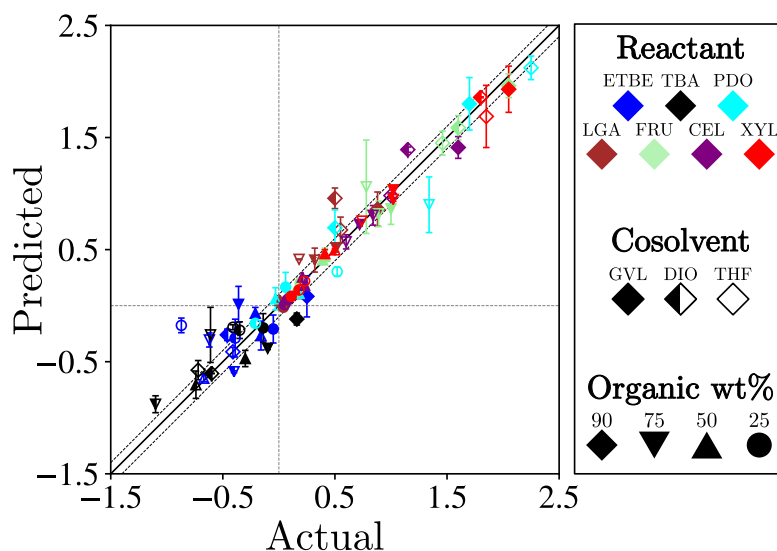 2.5
1.5
0.5
−0.5
−1.5
Predicted
−1.5 −0.5 0.5 1.5 2.5
Actual
Reactant
ETBE TBA PDO
LGA FRU CEL XYL
Cosolvent
GVL DIO THF
Organic wt%
90 75 50 25